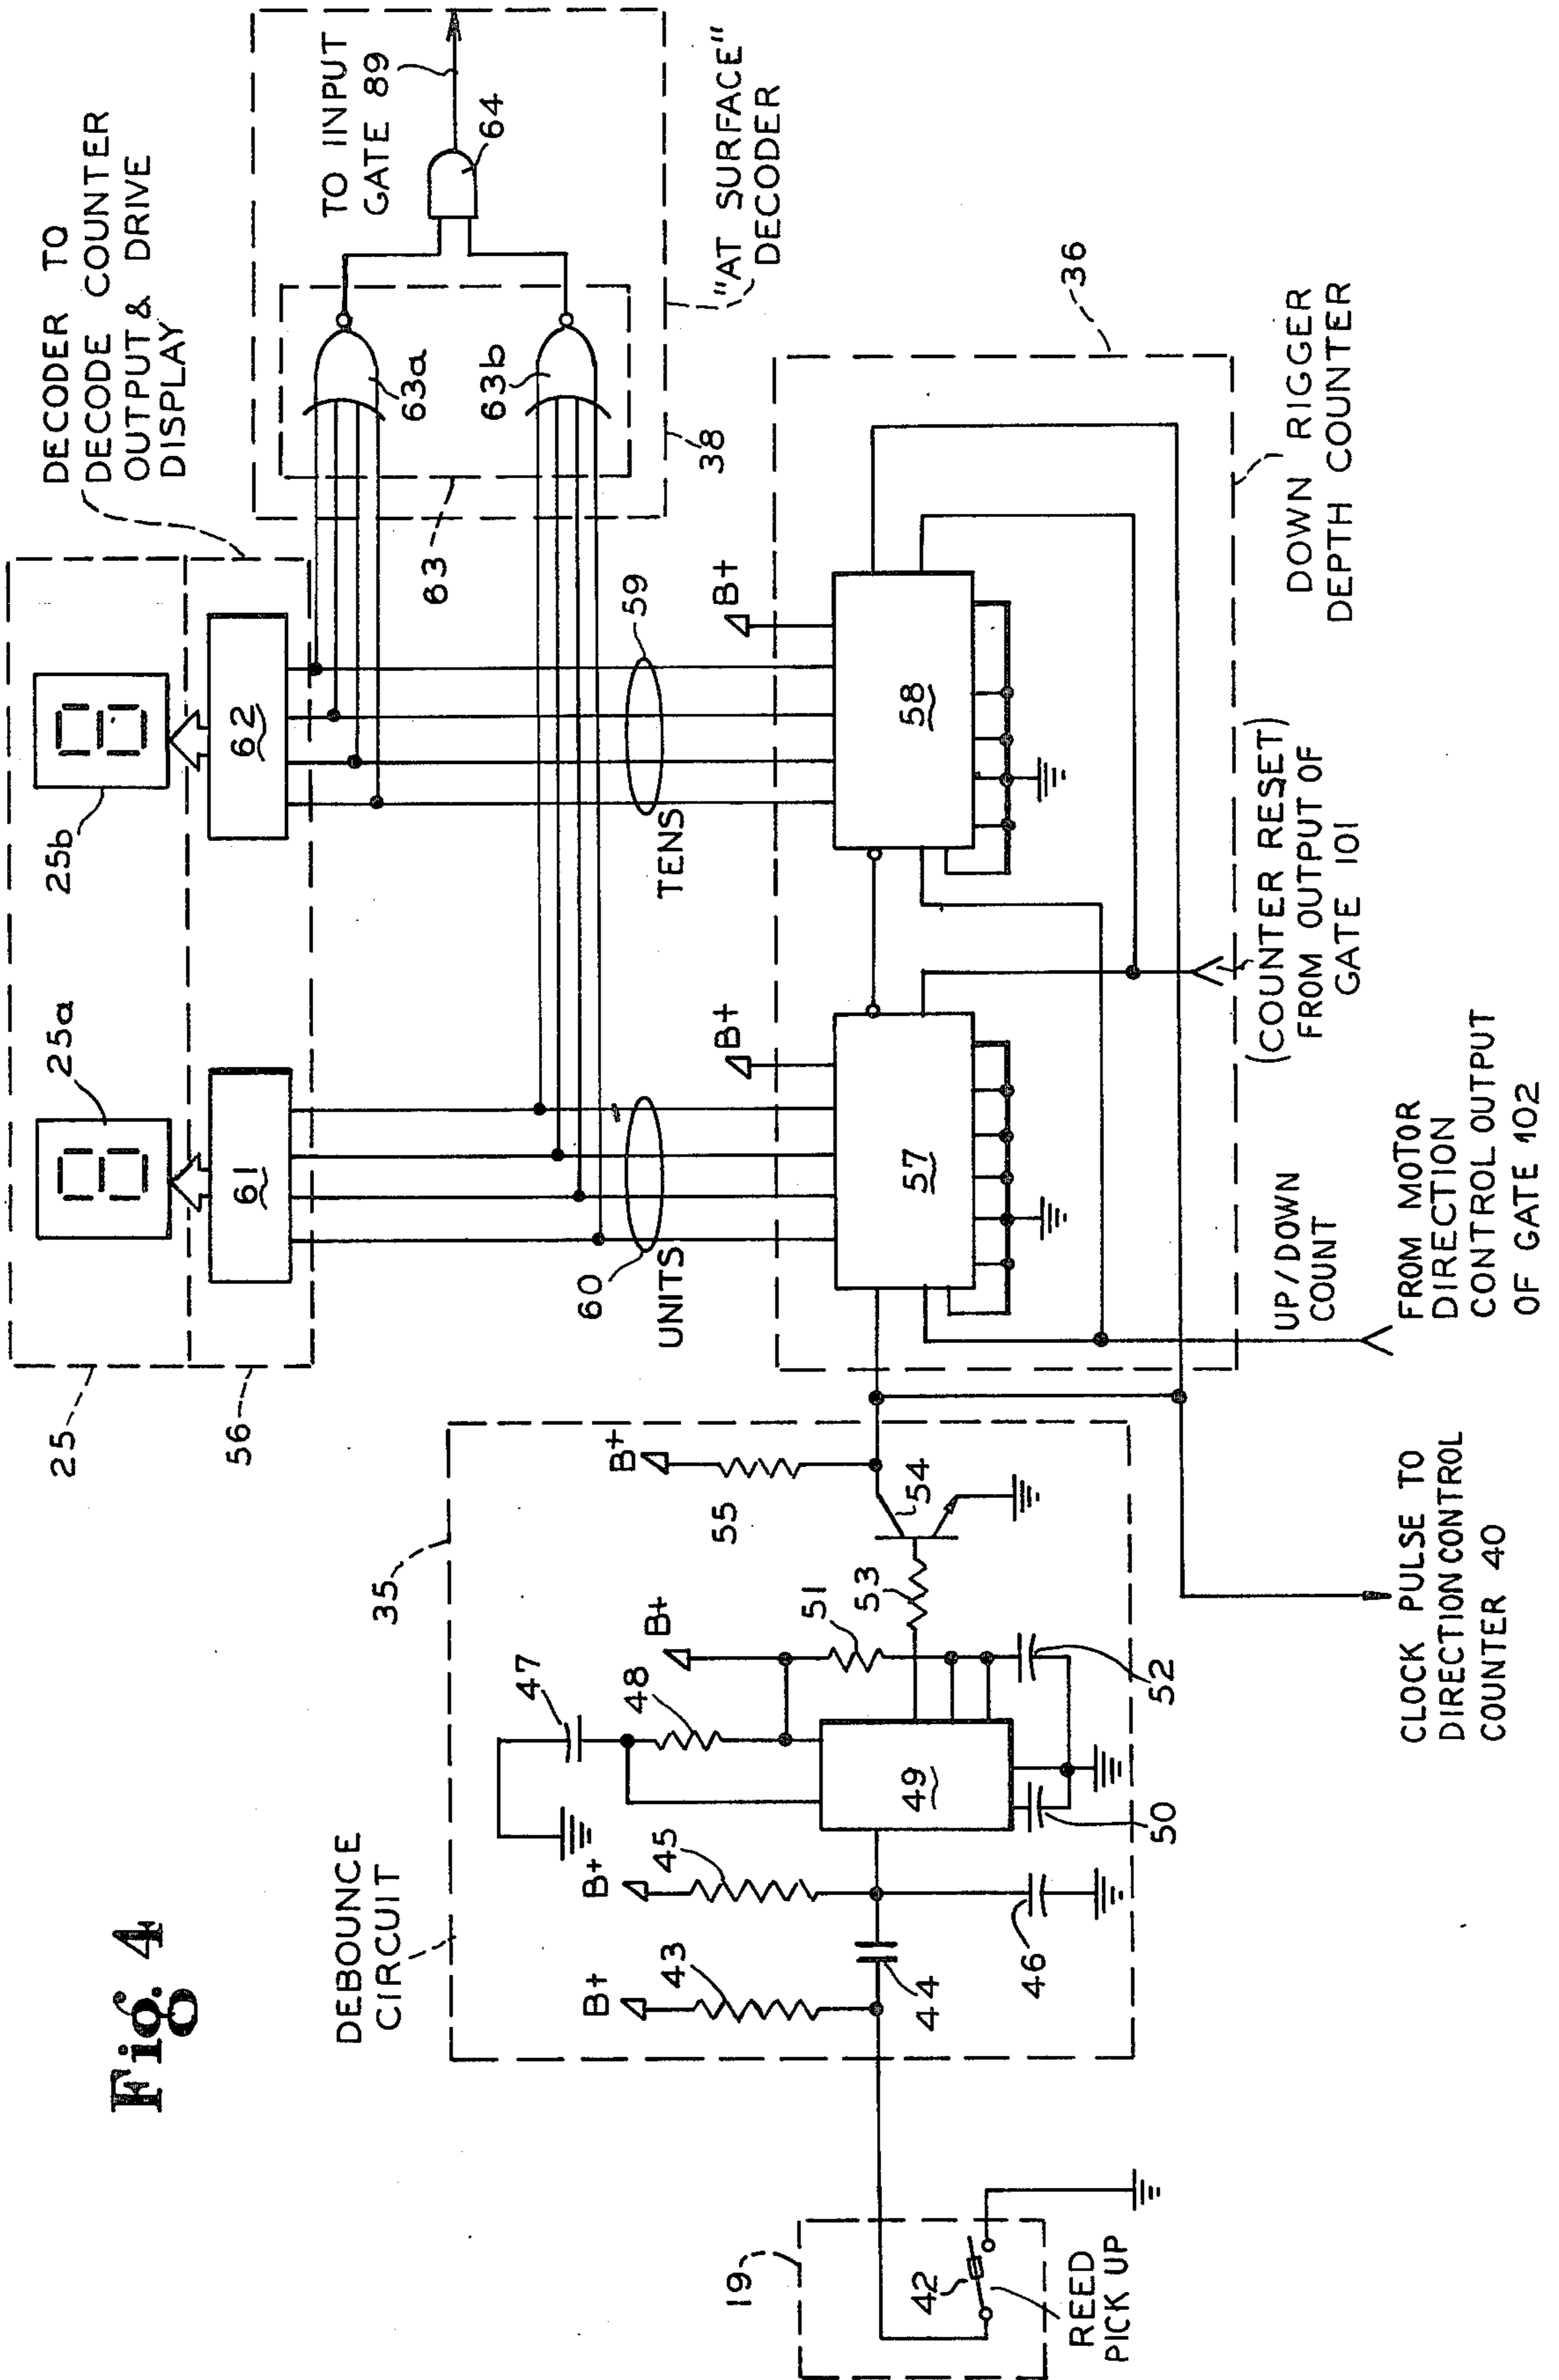 Fig. 4
DECODER TO
DECODE COUNTER
OUTPUT & DRIVE
DISPLAY
TO INPUT
GATE 89
64
"AT SURFACE"
DECODER
63a
63b
63
38
25
25a
25b
56
61
62
59
TENS
60
UNITS
B+
B+
57
58
36
DOWN RIGGER
DEPTH COUNTER
(COUNTER RESET)
FROM OUTPUT OF
GATE 101
UP/DOWN
COUNT
FROM MOTOR
DIRECTION
CONTROL OUTPUT
OF GATE 102
CLOCK PULSE TO
DIRECTION CONTROL
COUNTER 40
DEBOUNCE
CIRCUIT
35
B+
43
44
B+
45
46
47
48
49
50
B+
51
52
53
54
B+
55
19
42
REED
PICK UP